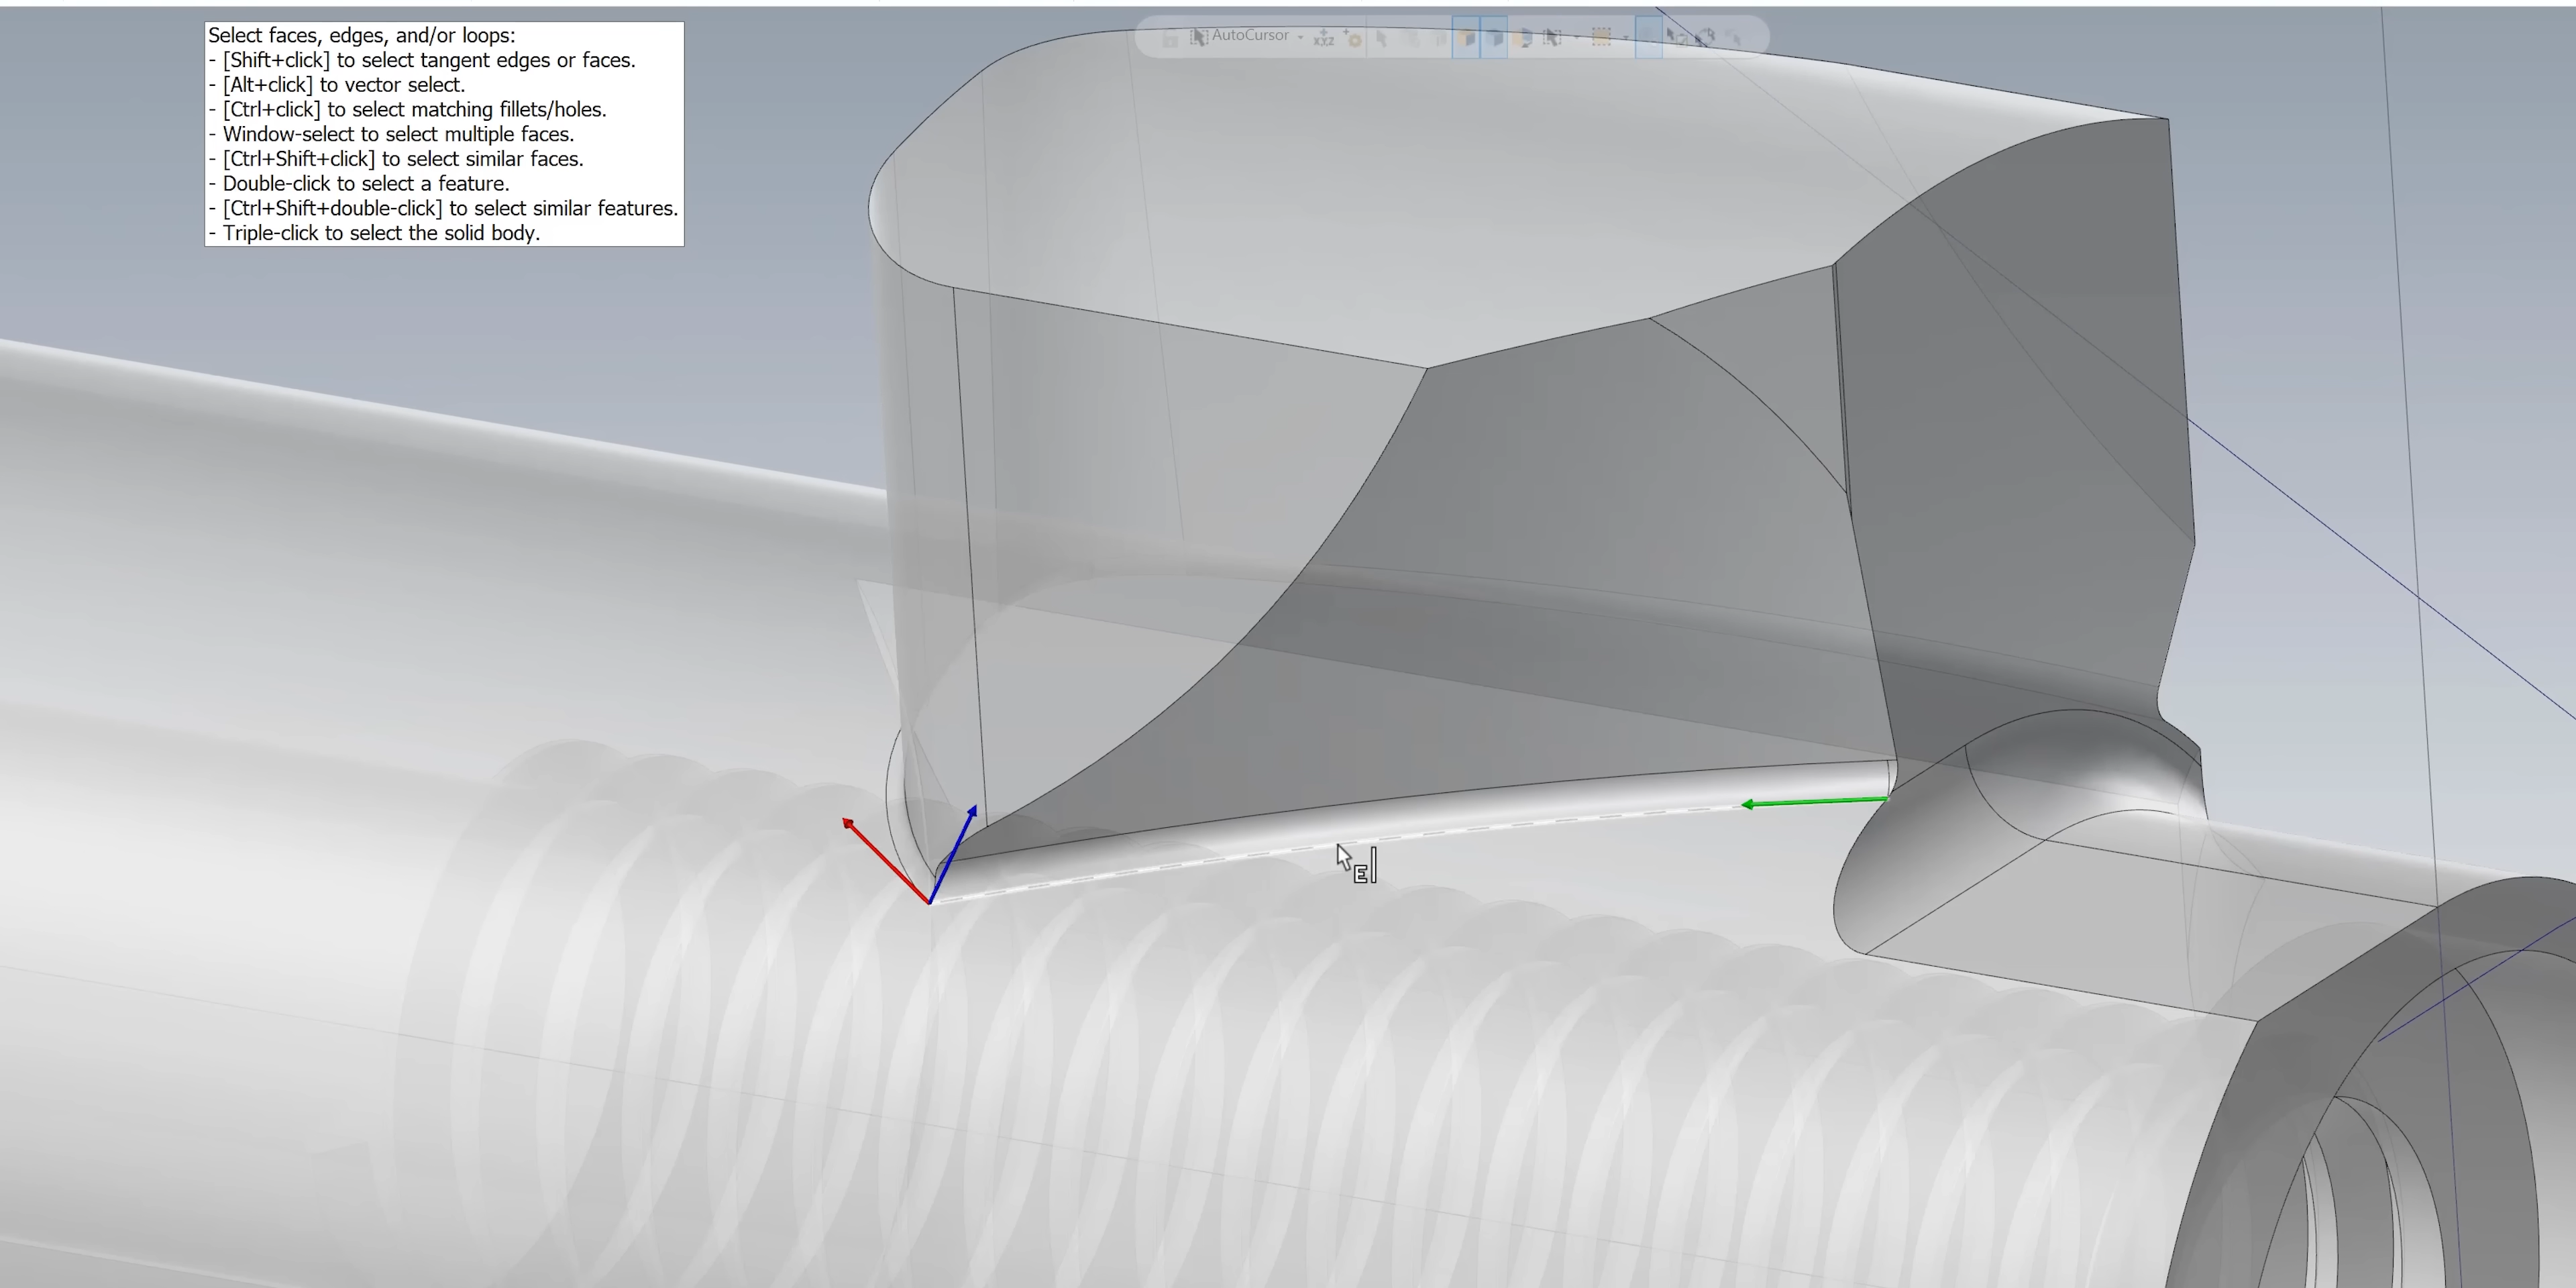 AutoCursor
Select faces, edges, and/or loops:
- [Shift+click] to select tangent edges or faces.
- [Alt+click] to vector select.
- [Ctrl+click] to select matching fillets/holes.
- Window-select to select multiple faces.
- [Ctrl+Shift+click] to select similar faces.
- Double-click to select a feature.
- [Ctrl+Shift+double-click] to select similar features.
- Triple-click to select the solid body.
xyz
E